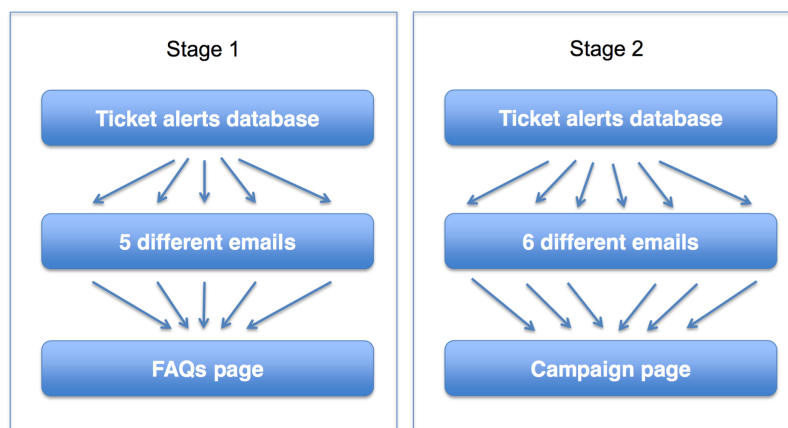 Stage 1
Ticket alerts database
5 different emails
FAQs page
Stage 2
Ticket alerts database
6 different emails
Campaign page